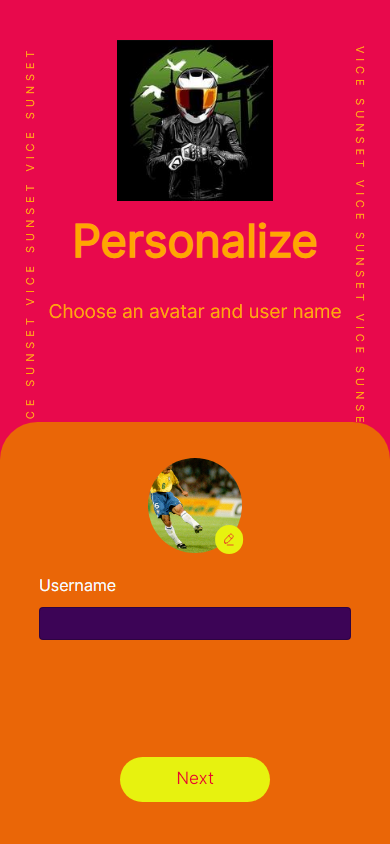 VICE SUNSET VICE SUNSET VICE SUNSET
VICE SUNSET VICE SUNSET VICE SUNSE
Personalize
Choose an avatar and user name
6
Username
Next